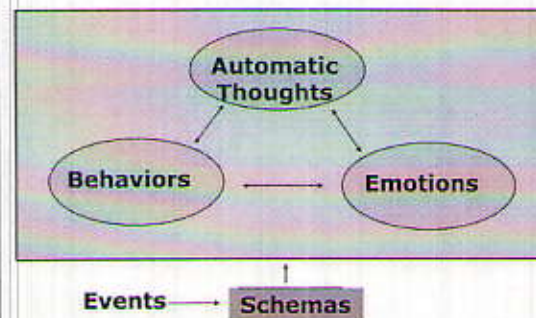 Automatic
Thoughts
Behaviors
Emotions
Events
Schemas